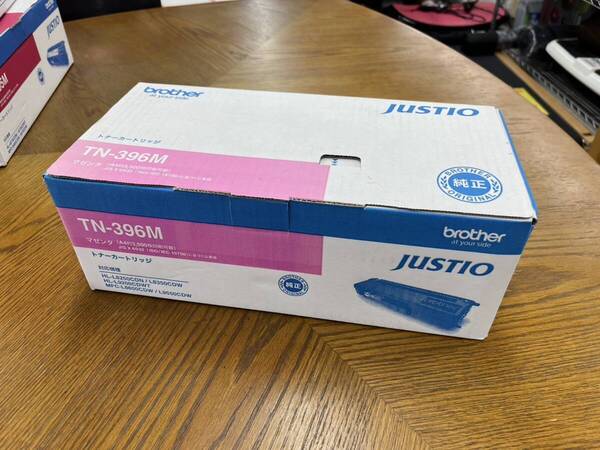 brother
at your side
JUSTIO
トナーカートリッジ
TN-396M
マゼンタ
BROTHER
純正
ORIGINAL
TN-396M
マゼンタ
トナーカートリッジ
対応機種
HL-L8250CDN / L8350CDW
HL-L9200CDWT
MFC-L8650CDW / L9550CDW
純正
brother
at your side
JUSTIO